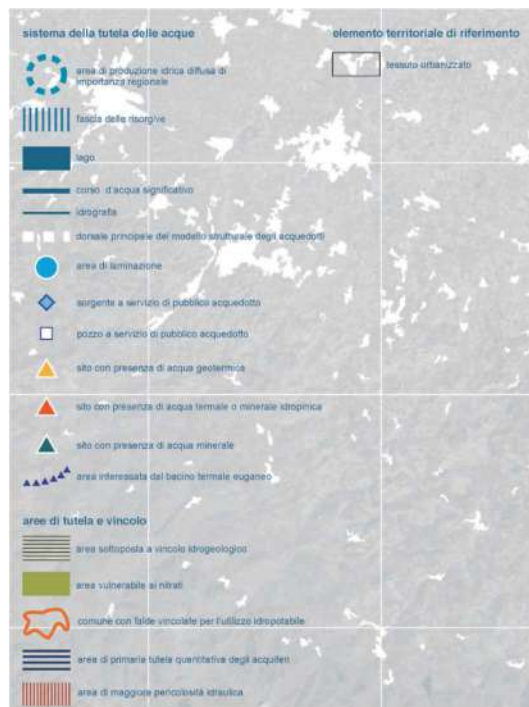 sistema della tutela delle acque
area di produzione idrica diffusa di
importanza regionale
fascia delle risorgive
lago
corso d'acqua significativo
idrografia
dorsale principale del modello strutturale degli acquedotti
area di laminazione
sorgente a servizio di pubblico acquedotto
pozzo a servizio di pubblico acquedotto
sito con presenza di acqua geotermica
sito con presenza di acqua termale o minerale idropinica
sito con presenza di acqua minerale
area interessata dal bacino termale euganeo
aree di tutela e vincolo
area sottoposta a vincolo idrogeologico
area vulnerabile ai nitrati
comune con falde vincolate per l'utilizzo idropotabile
area di primaria tutela quantitativa degli acquiferi
area di maggiore pericolosità idraulica
elemento territoriale di riferimento
tessuto urbanizzato